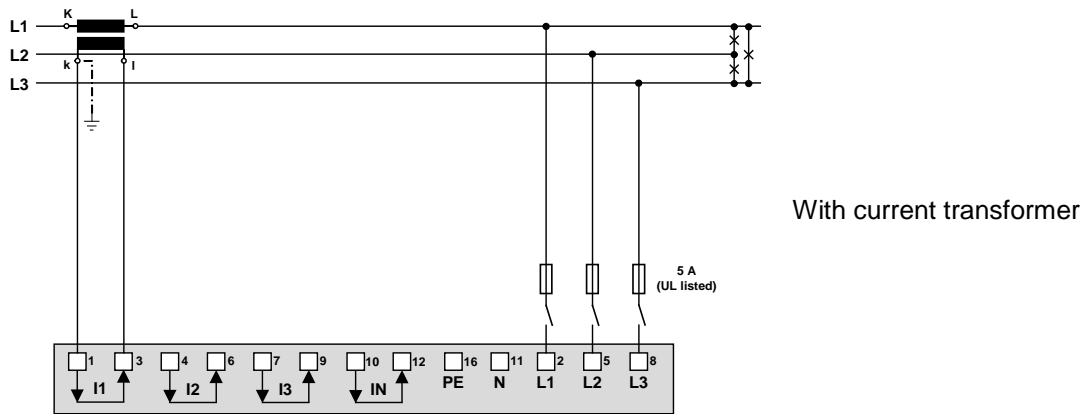 K L
L1
L2
k l
L3
With current transformer
5 A
(UL listed)
1 3 4 6 7 9 10 12 16 11 2 5 8
I1 I2 I3 IN PE N L1 L2 L3